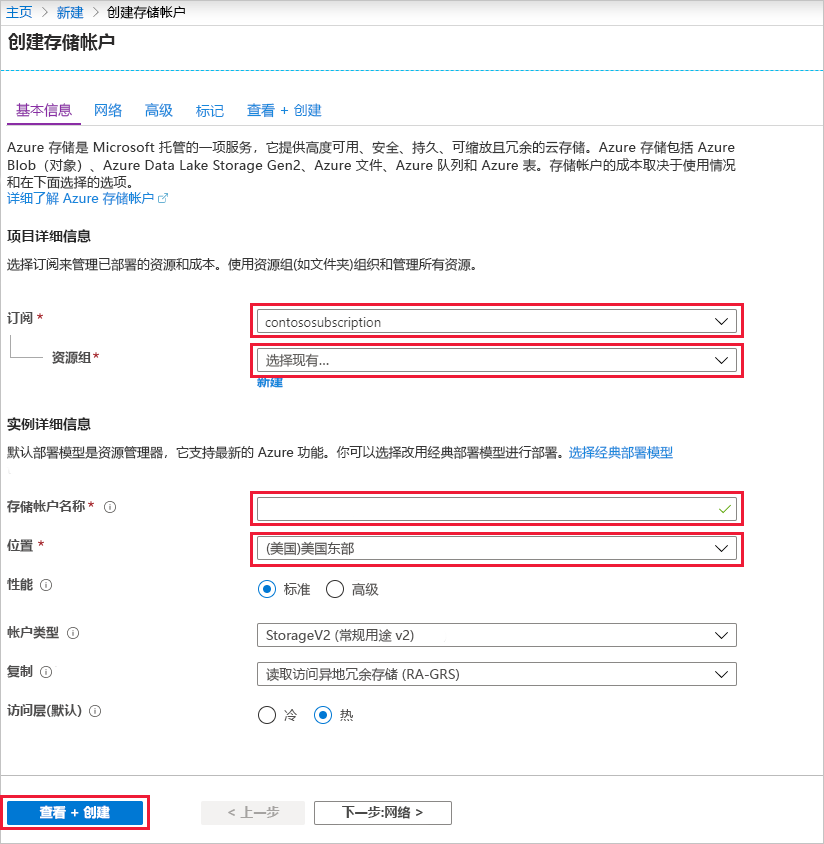 主页 > 新建 > 创建存储帐户
创建存储帐户
基本信息 网络 高级 标记 查看 + 创建
Azure 存储是 Microsoft 托管的一项服务，它提供高度可用、安全、持久、可缩放且冗余的云存储。Azure 存储包括 Azure
Blob（对象）、Azure Data Lake Storage Gen2、Azure 文件、Azure 队列和 Azure 表。存储帐户的成本取决于使用情况
和在下面选择的选项。
详细了解 Azure 存储帐户
项目详细信息
选择订阅来管理已部署的资源和成本。使用资源组(如文件夹)组织和管理所有资源。
订阅 * contososubscription
资源组* 选择现有...
新建
实例详细信息
默认部署模型是资源管理器，它支持最新的 Azure 功能。你可以选择改用经典部署模型进行部署。选择经典部署模型
存储帐户名称 *
位置 * (美国)美国东部
性能 标准 高级
帐户类型 StorageV2 (常规用途 v2)
复制 读取访问异地冗余存储 (RA-GRS)
访问层(默认) 冷 热
查看 + 创建 < 上一步 下一步:网络 >